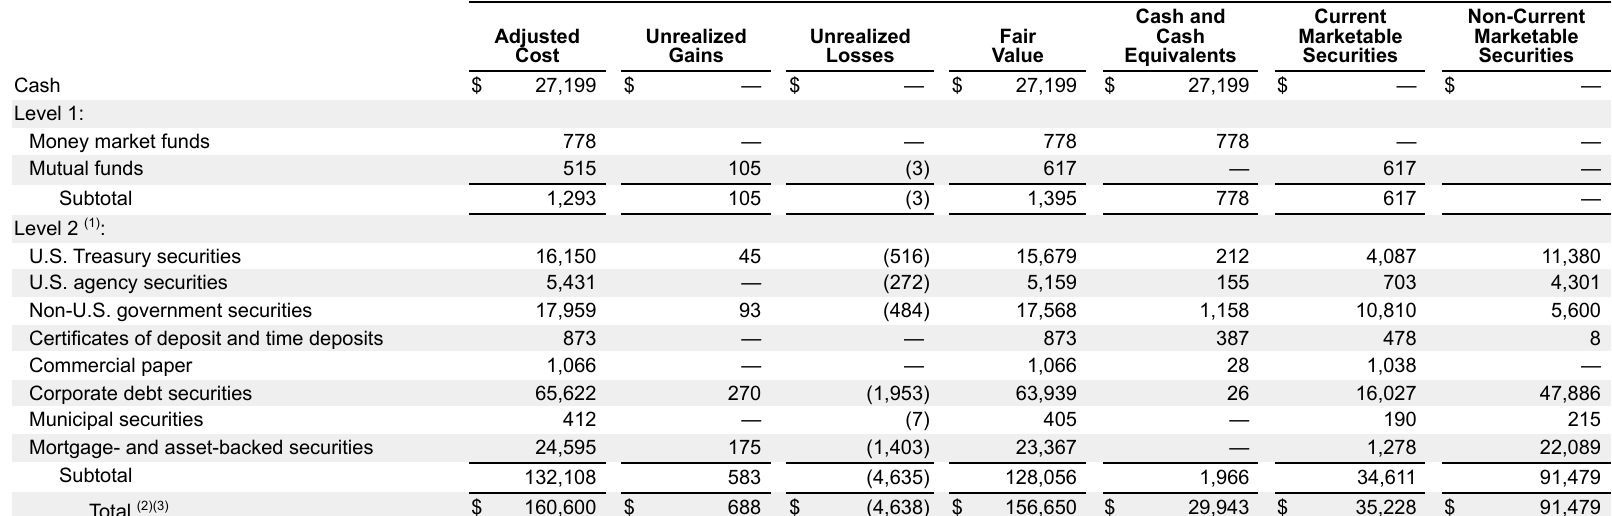 Adjusted Cost Unrealized Gains Unrealized Losses Fair Value Cash and Cash Equivalents Current Marketable Securities Non-Current Marketable Securities
Cash $ 27,199 $ — $ — $ 27,199 $ 27,199 $ — $ —
Level 1:
Money market funds 778 — — 778 778 — —
Mutual funds 515 105 (3) 617 — 617 —
Subtotal 1,293 105 (3) 1,395 778 617 —
Level 2 (1):
U.S. Treasury securities 16,150 45 (516) 15,679 212 4,087 11,380
U.S. agency securities 5,431 — (272) 5,159 155 703 4,301
Non-U.S. government securities 17,959 93 (484) 17,568 1,158 10,810 5,600
Certificates of deposit and time deposits 873 — — 873 387 478 8
Commercial paper 1,066 — — 1,066 28 1,038 —
Corporate debt securities 65,622 270 (1,953) 63,939 26 16,027 47,886
Municipal securities 412 — (7) 405 — 190 215
Mortgage- and asset-backed securities 24,595 175 (1,403) 23,367 — 1,278 22,089
Subtotal 132,108 583 (4,635) 128,056 1,966 34,611 91,479
Total (2)(3) $ 160,600 $ 688 $ (4,638) $ 156,650 $ 29,943 $ 35,228 $ 91,479